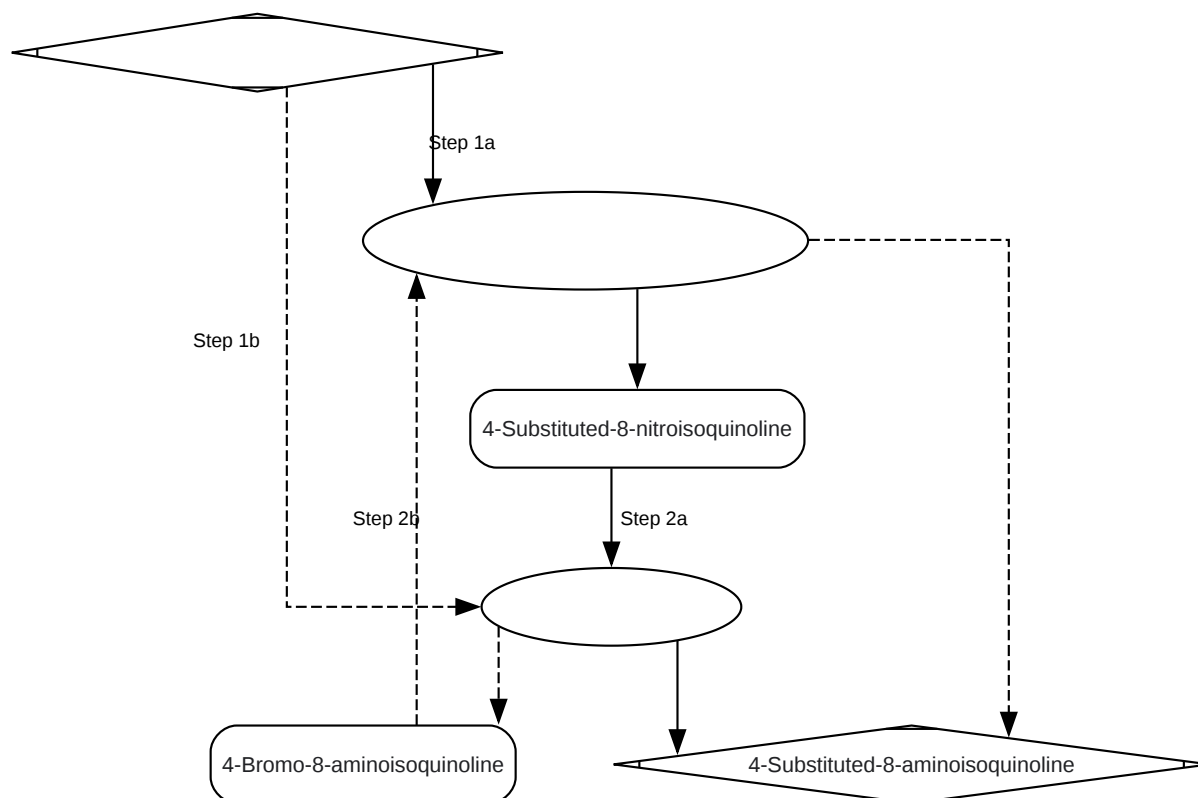 Step 1a
Step 1b
4-Substituted-8-nitroisoquinoline
Step 2b
Step 2a
4-Bromo-8-aminoisoquinoline
4-Substituted-8-aminoisoquinoline